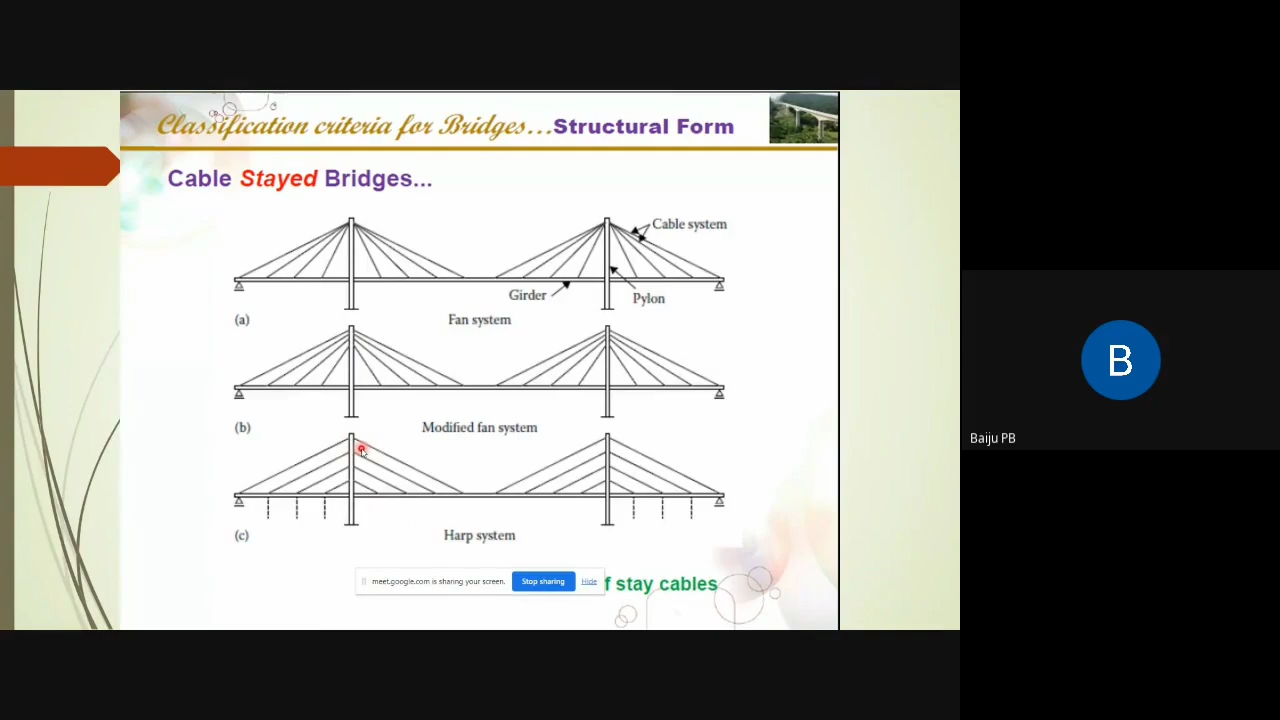 Classification criteria for Bridges...Structural Form
Cable Stayed Bridges...
Cable system
Girder
Pylon
(a)
Fan system
(b)
Modified fan system
(c)
Harp system
meet.google.com is sharing your screen.
Stop sharing
Hide
f stay cables
B
Baiju PB